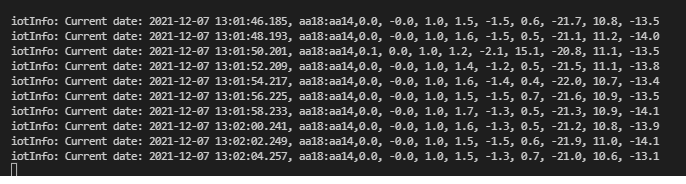 iotInfo: Current date: 2021-12-07 13:01:46.185, aa18:aa14,0.0, -0.0, 1.0, 1.5, -1.5, 0.6, -21.7, 10.8, -13.5
iotInfo: Current date: 2021-12-07 13:01:48.193, aa18:aa14,0.0, -0.0, 1.0, 1.6, -1.5, 0.5, -21.1, 11.2, -14.0
iotInfo: Current date: 2021-12-07 13:01:50.201, aa18:aa14,0.1, 0.0, 1.0, 1.2, -2.1, 15.1, -20.8, 11.1, -13.5
iotInfo: Current date: 2021-12-07 13:01:52.209, aa18:aa14,0.0, -0.0, 1.0, 1.4, -1.2, 0.5, -21.5, 11.1, -13.8
iotInfo: Current date: 2021-12-07 13:01:54.217, aa18:aa14,0.0, -0.0, 1.0, 1.6, -1.4, 0.4, -22.0, 10.7, -13.4
iotInfo: Current date: 2021-12-07 13:01:56.225, aa18:aa14,0.0, -0.0, 1.0, 1.5, -1.5, 0.7, -21.6, 10.9, -13.5
iotInfo: Current date: 2021-12-07 13:01:58.233, aa18:aa14,0.0, -0.0, 1.0, 1.7, -1.3, 0.5, -21.3, 10.9, -14.1
iotInfo: Current date: 2021-12-07 13:02:00.241, aa18:aa14,0.0, -0.0, 1.0, 1.6, -1.3, 0.5, -21.2, 10.8, -13.9
iotInfo: Current date: 2021-12-07 13:02:02.249, aa18:aa14,0.0, -0.0, 1.0, 1.5, -1.5, 0.6, -21.9, 11.0, -14.1
iotInfo: Current date: 2021-12-07 13:02:04.257, aa18:aa14,0.0, -0.0, 1.0, 1.5, -1.3, 0.7, -21.0, 10.6, -13.1